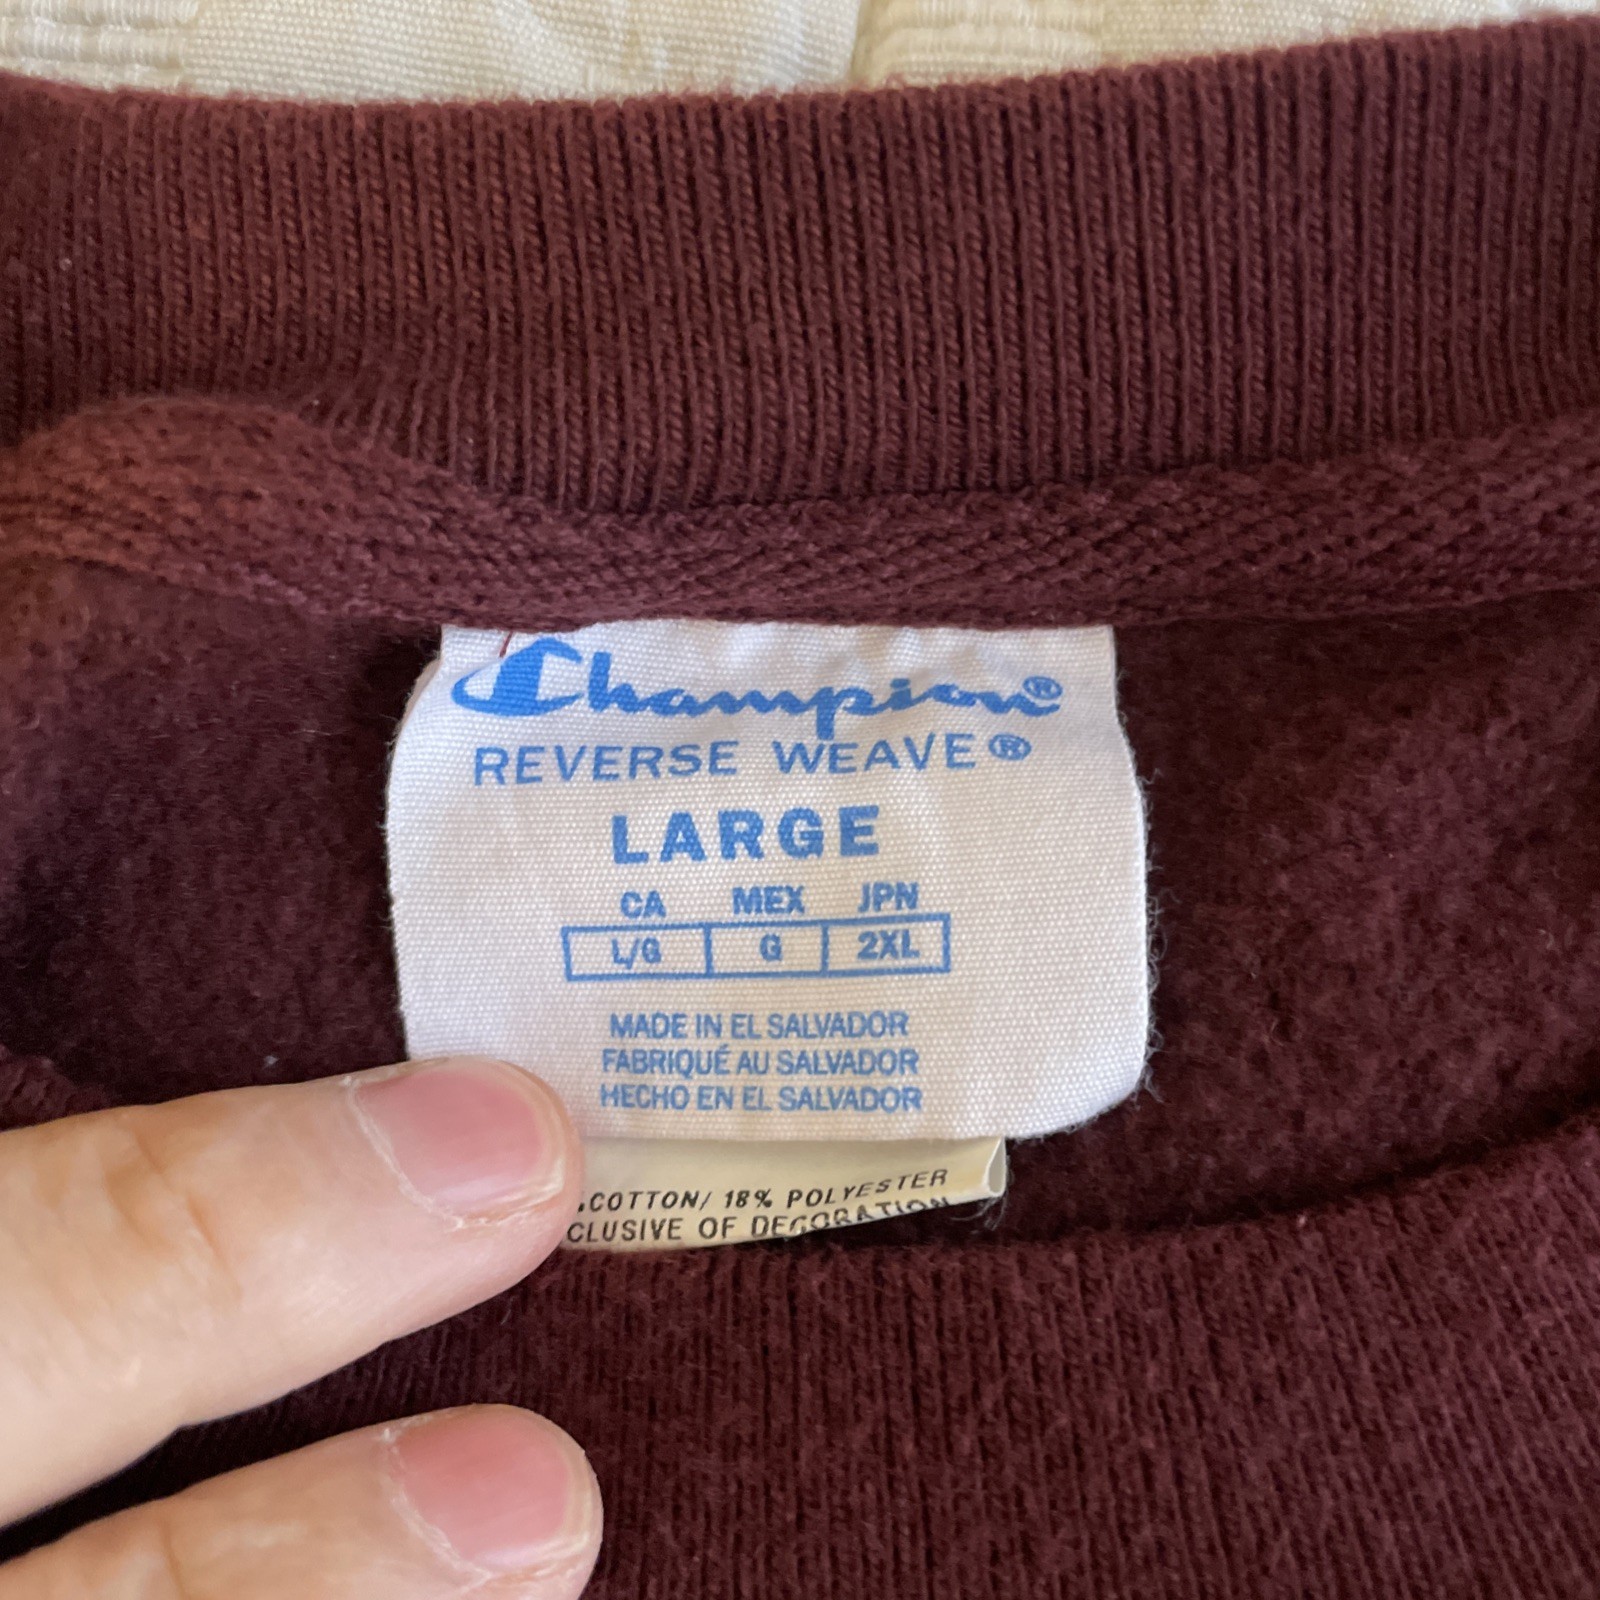 Champion®
REVERSE WEAVE®
LARGE
CA MEX JPN
L/G G 2XL
MADE IN EL SALVADOR
FABRIQUÉ AU SALVADOR
HECHO EN EL SALVADOR
COTTON/ 18% POLYESTER
CLUSIVE OF DECORATION